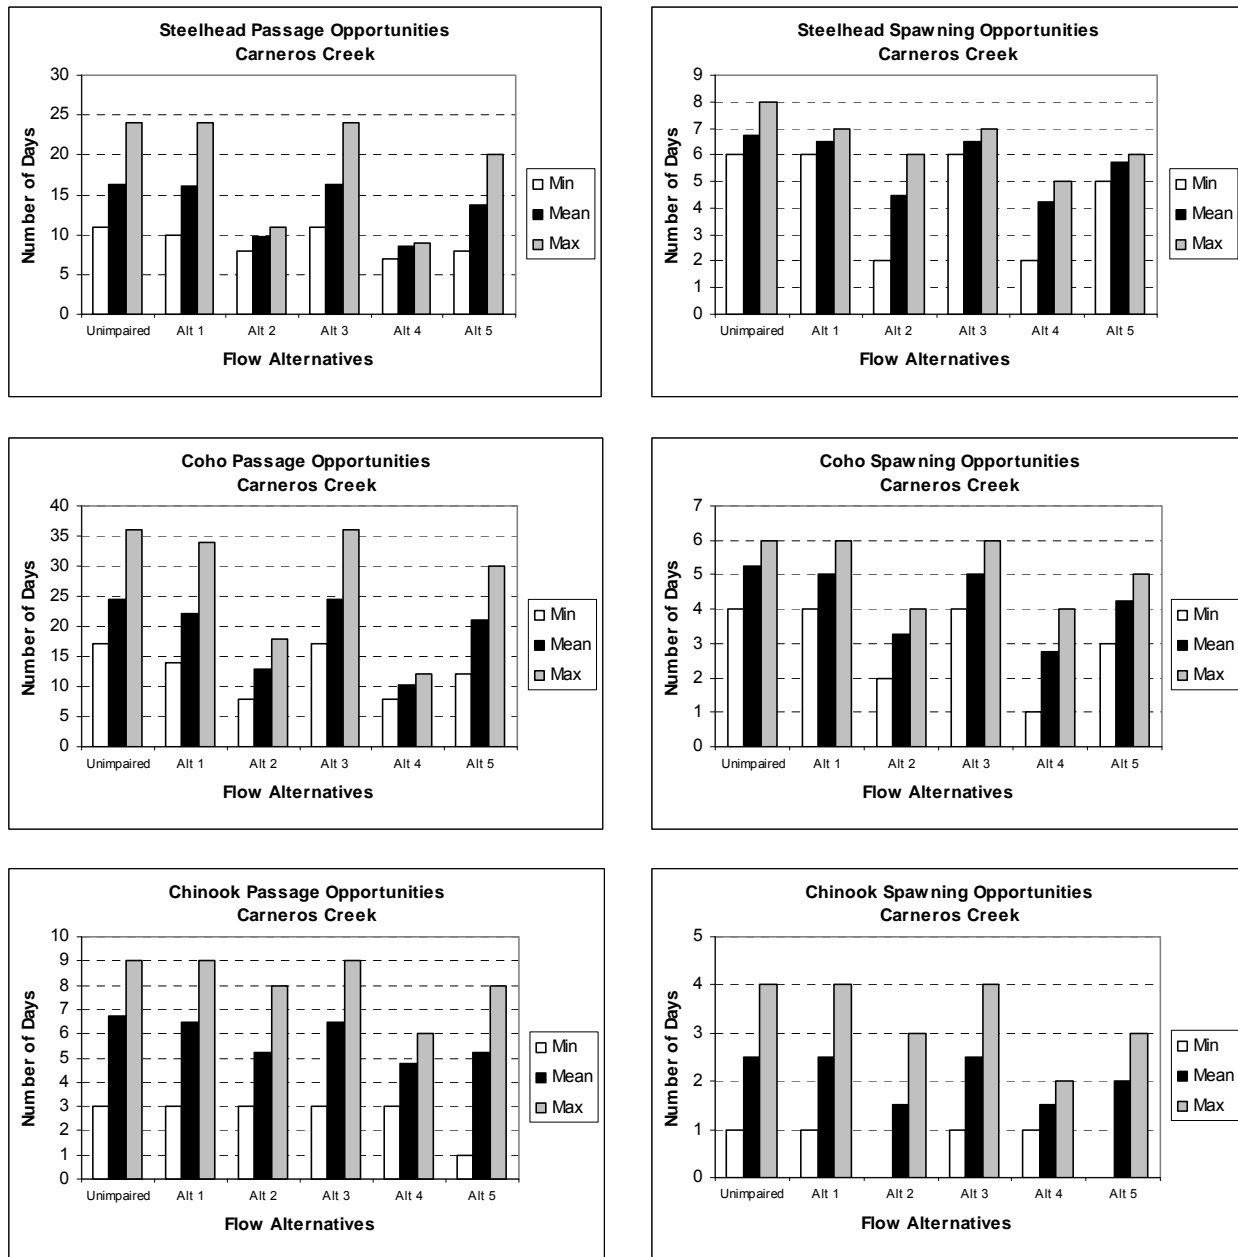 Steelhead Passage Opportunities
Carneros Creek
30
25
20
15
10
5
0
Number of Days
Unimpaired Alt 1 Alt 2 Alt 3 Alt 4 Alt 5
Flow Alternatives
Min
Mean
Max
Steelhead Spawning Opportunities
Carneros Creek
9
8
7
6
5
4
3
2
1
0
Number of Days
Unimpaired Alt 1 Alt 2 Alt 3 Alt 4 Alt 5
Flow Alternatives
Min
Mean
Max
Coho Passage Opportunities
Carneros Creek
40
35
30
25
20
15
10
5
0
Number of Days
Unimpaired Alt 1 Alt 2 Alt 3 Alt 4 Alt 5
Flow Alternatives
Min
Mean
Max
Coho Spawning Opportunities
Carneros Creek
7
6
5
4
3
2
1
0
Number of Days
Unimpaired Alt 1 Alt 2 Alt 3 Alt 4 Alt 5
Flow Alternatives
Min
Mean
Max
Chinook Passage Opportunities
Carneros Creek
10
9
8
7
6
5
4
3
2
1
0
Number of Days
Unimpaired Alt 1 Alt 2 Alt 3 Alt 4 Alt 5
Flow Alternatives
Min
Mean
Max
Chinook Spawning Opportunities
Carneros Creek
5
4
3
2
1
0
Number of Days
Unimpaired Alt 1 Alt 2 Alt 3 Alt 4 Alt 5
Flow Alternatives
Min
Mean
Max